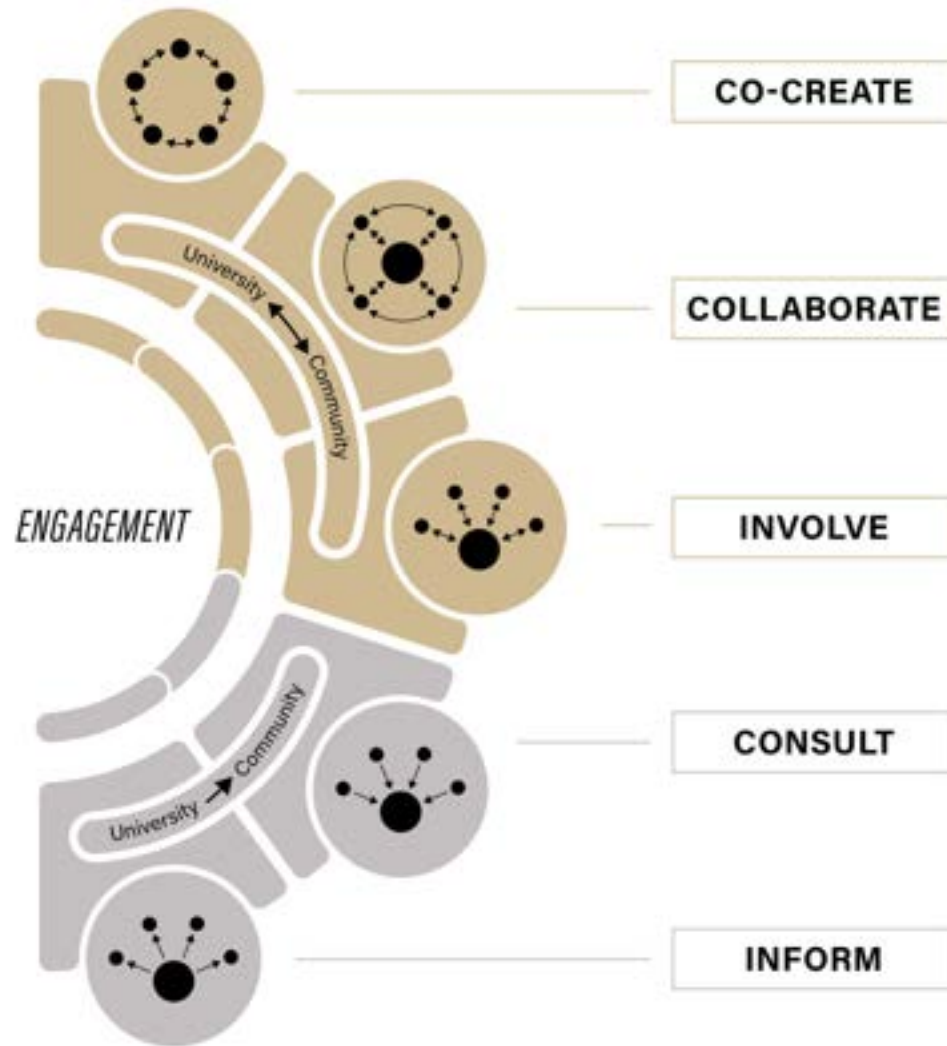 CO-CREATE
University
Community
COLLABORATE
ENGAGEMENT
INVOLVE
Community
University
CONSULT
INFORM